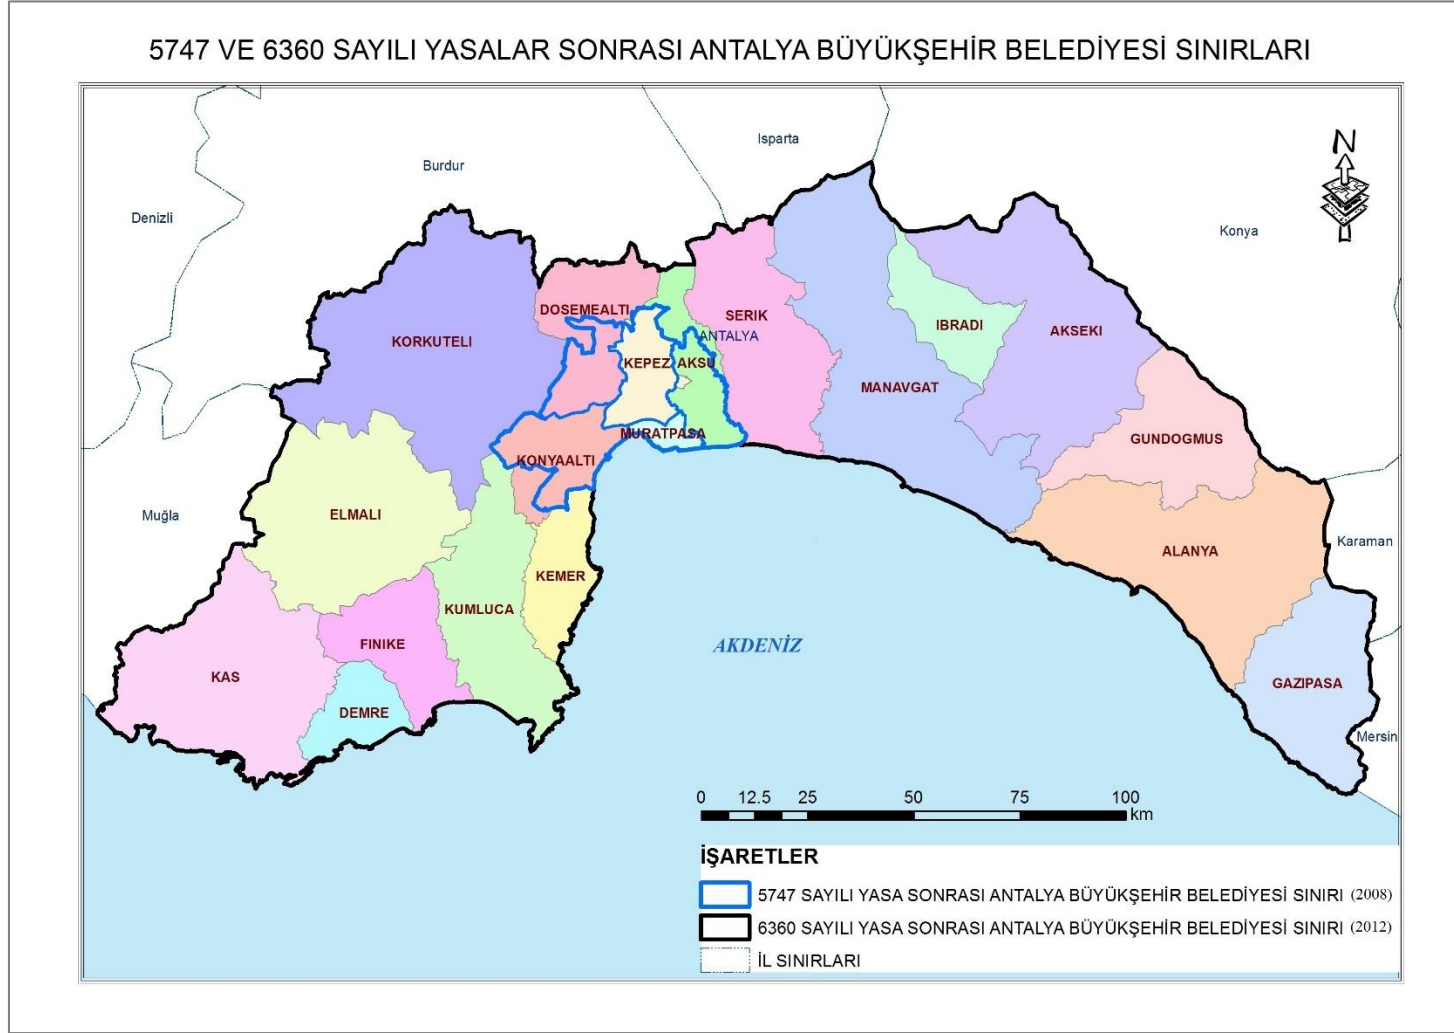 5747 VE 6360 SAYILI YASALAR SONRASI ANTALYA BÜYÜKŞEHİR BELEDİYESİ SINIRLARI
N
Isparta
Burdur
Denizli
Konya
DOSEMEALTI
SERIK
IBRADI
AKSEKI
ANTALYA
KORKUTELI
KEPEZ
AKSU
MANAVGAT
MURATPASA
GUNDOGMUS
KONYAALTI
Muğla
ELMALI
Karaman
ALANYA
KEMER
KUMLUCA
FINIKE
AKDENİZ
KAS
GAZIPASA
DEMRE
Mersin
0 12.5 25 50 75 100
km
İŞARETLER
5747 SAYILI YASA SONRASI ANTALYA BÜYÜKŞEHİR BELEDİYESİ SINIRI (2008)
6360 SAYILI YASA SONRASI ANTALYA BÜYÜKŞEHİR BELEDİYESİ SINIRI (2012)
İL SINIRLARI